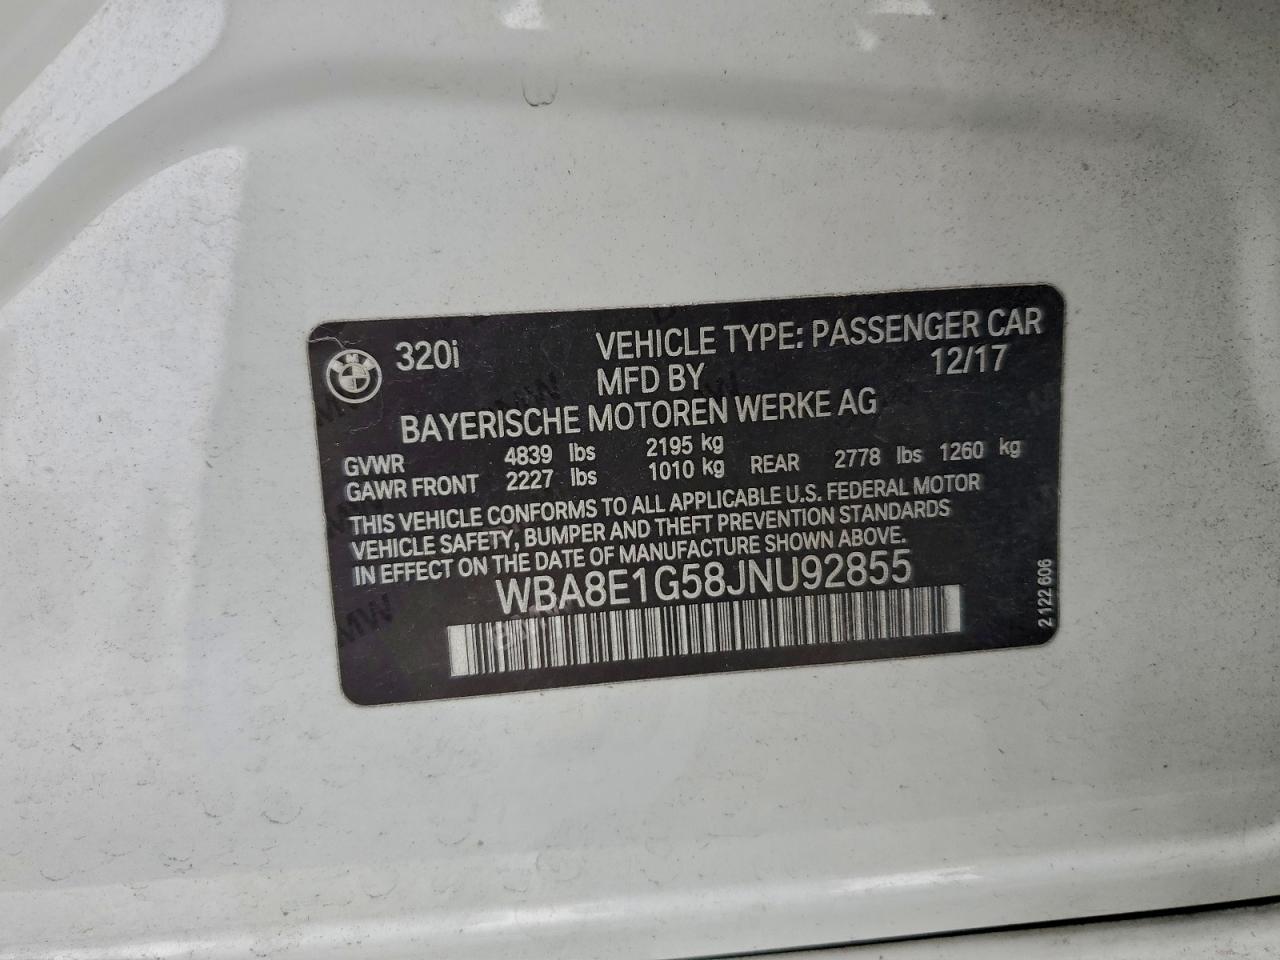 320i
VEHICLE TYPE: PASSENGER CAR
MFD BY 12/17
BAYERISCHE MOTOREN WERKE AG
GVWR 4839 lbs 2195 kg
GAWR FRONT 2227 lbs 1010 kg REAR 2778 lbs 1260 kg
THIS VEHICLE CONFORMS TO ALL APPLICABLE U.S. FEDERAL MOTOR
VEHICLE SAFETY, BUMPER AND THEFT PREVENTION STANDARDS
IN EFFECT ON THE DATE OF MANUFACTURE SHOWN ABOVE.
WBA8E1G58JNU92855
2 122 606